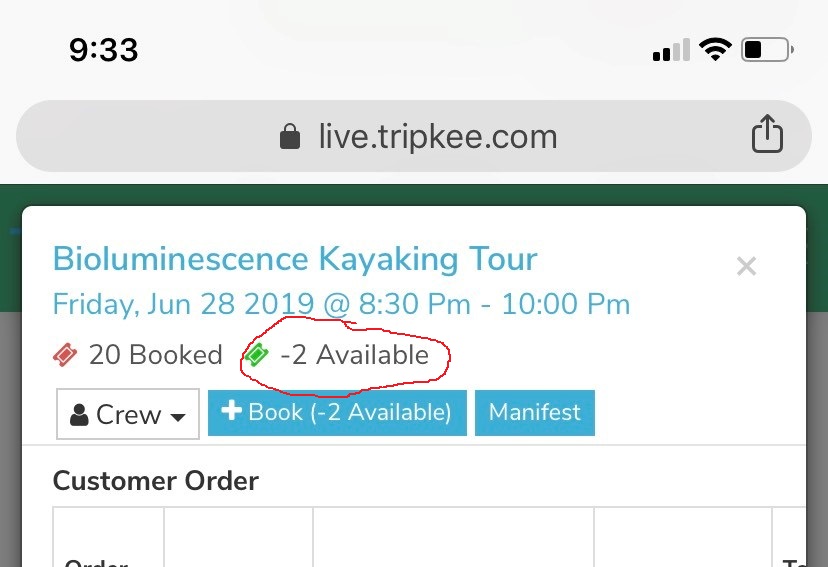 9:33
live.tripkee.com
Bioluminescence Kayaking Tour
Friday, Jun 28 2019 @ 8:30 Pm - 10:00 Pm
20 Booked -2 Available
Crew + Book (-2 Available) Manifest
Customer Order
Order